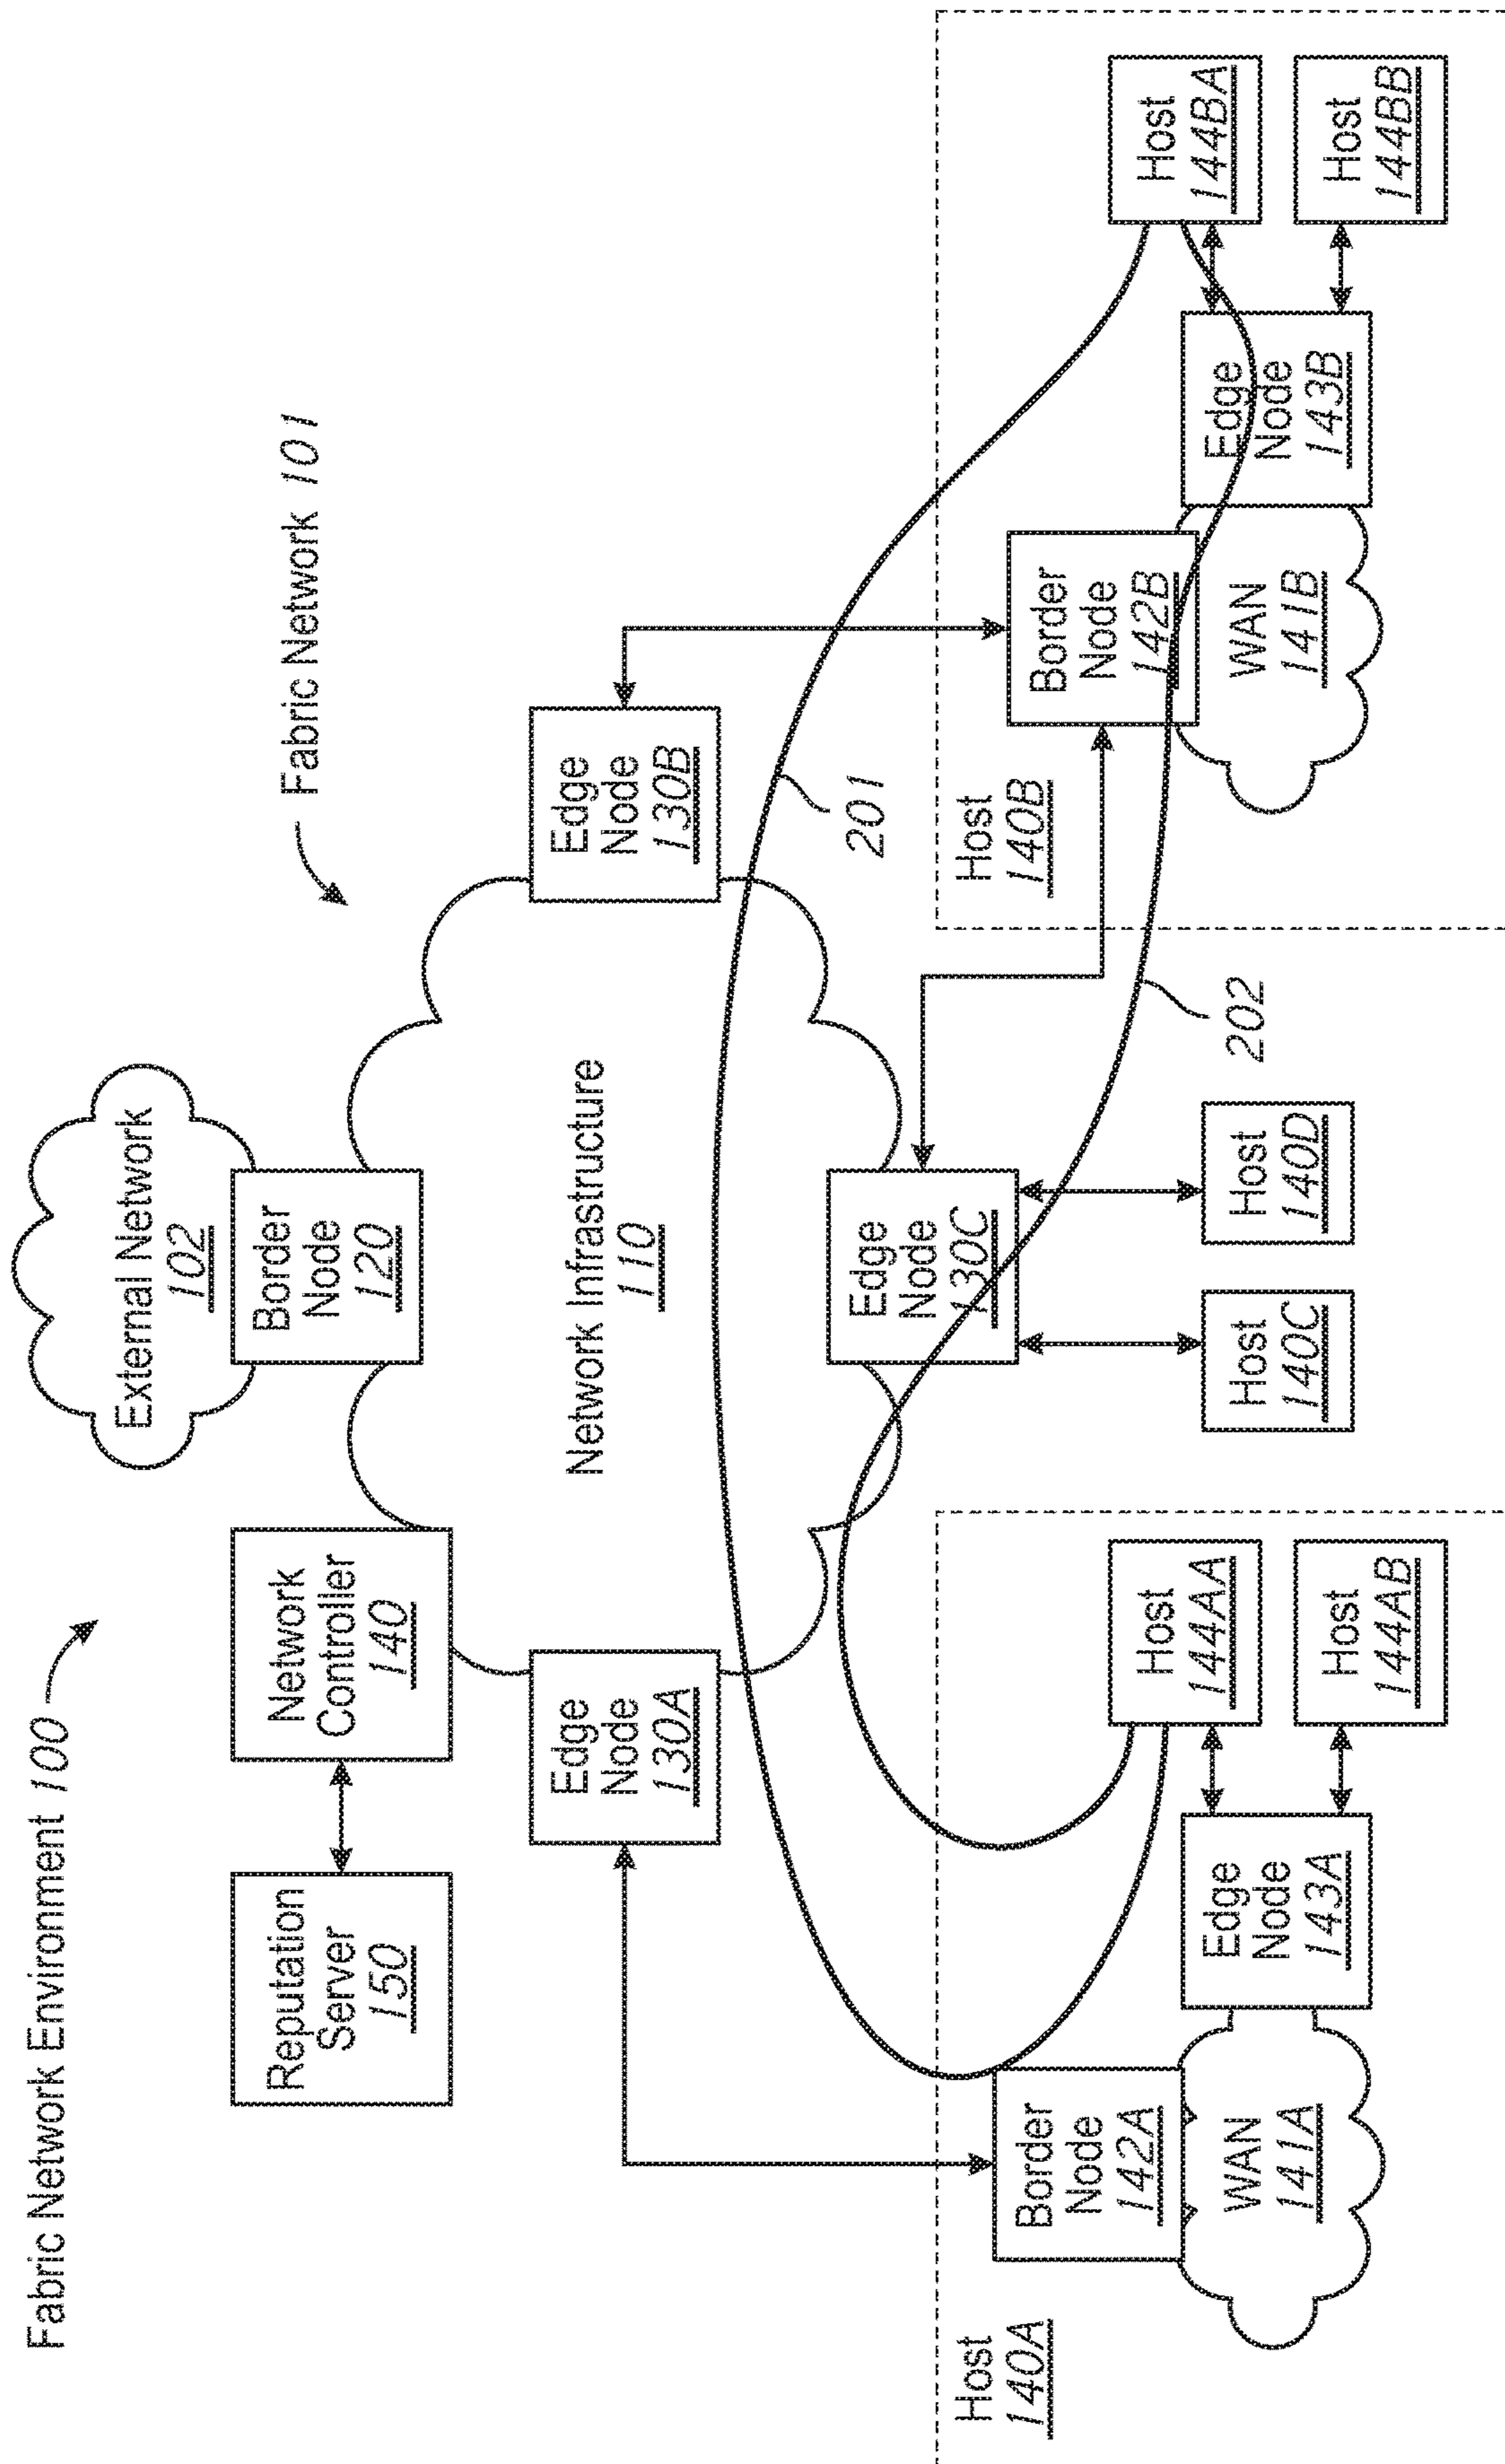 Fabric Network Environment 100
External Network
102
Fabric Network 101
Reputation
Server
150
Network
Controller
140
Border
Node
120
Network Infrastructure
110
Edge
Node
130A
Edge
Node
130B
Edge
Node
130C
201
202
Host
140A
Border
Node
142A
WAN
141A
Edge
Node
143A
Host
144AA
Host
144AB
Host
140C
Host
140D
Host
140B
Border
Node
142B
WAN
141B
Edge
Node
143B
Host
144BA
Host
144BB